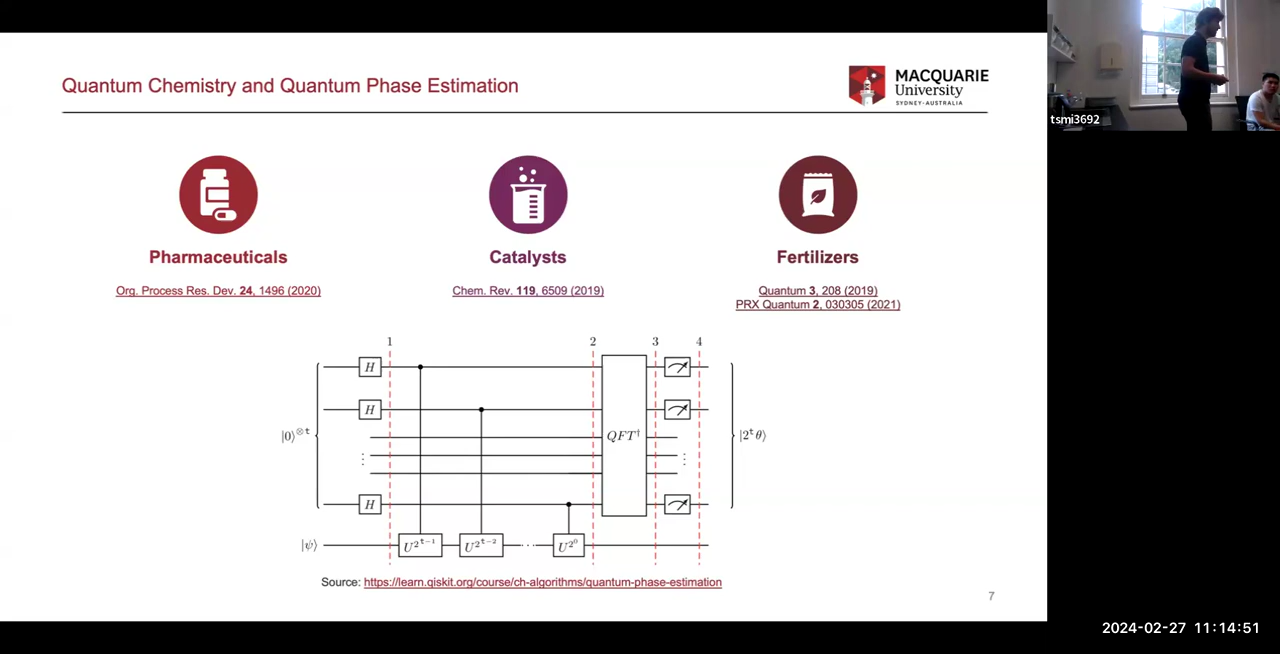 Quantum Chemistry and Quantum Phase Estimation
MACQUARIE
University
SYDNEY-AUSTRALIA
tsmi3692
Pharmaceuticals
Catalysts
Fertilizers
Org. Process Res. Dev. 24, 1496 (2020)
Chem. Rev. 119, 6509 (2019)
Quantum 3, 208 (2019)
PRX Quantum 2, 030305 (2021)
1 2 3 4
H
H
|0⟩⊗t
QFT†
|2ᵗθ⟩
⋮ ⋮
H
|ψ⟩ U^{2^{t−1}} U^{2^{t−2}} ... U^{2^0}
Source: https://learn.qiskit.org/course/ch-algorithms/quantum-phase-estimation
7
2024-02-27 11:14:51